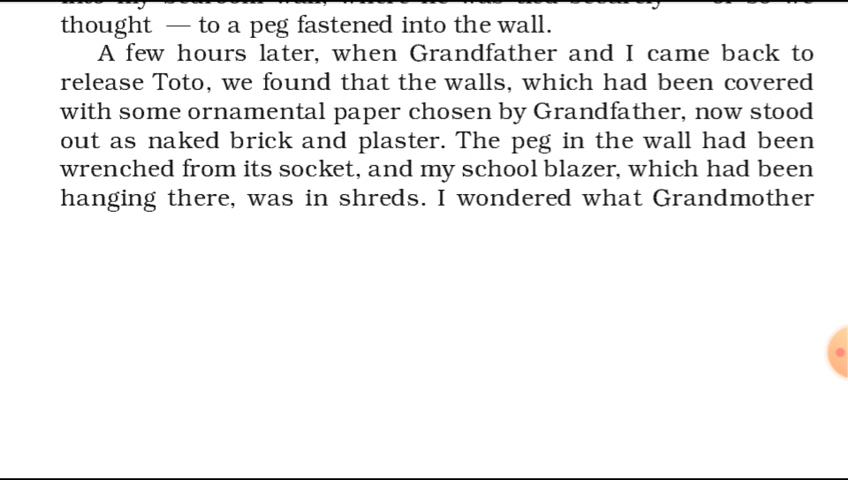 thought — to a peg fastened into the wall.
A few hours later, when Grandfather and I came back to
release Toto, we found that the walls, which had been covered
with some ornamental paper chosen by Grandfather, now stood
out as naked brick and plaster. The peg in the wall had been
wrenched from its socket, and my school blazer, which had been
hanging there, was in shreds. I wondered what Grandmother